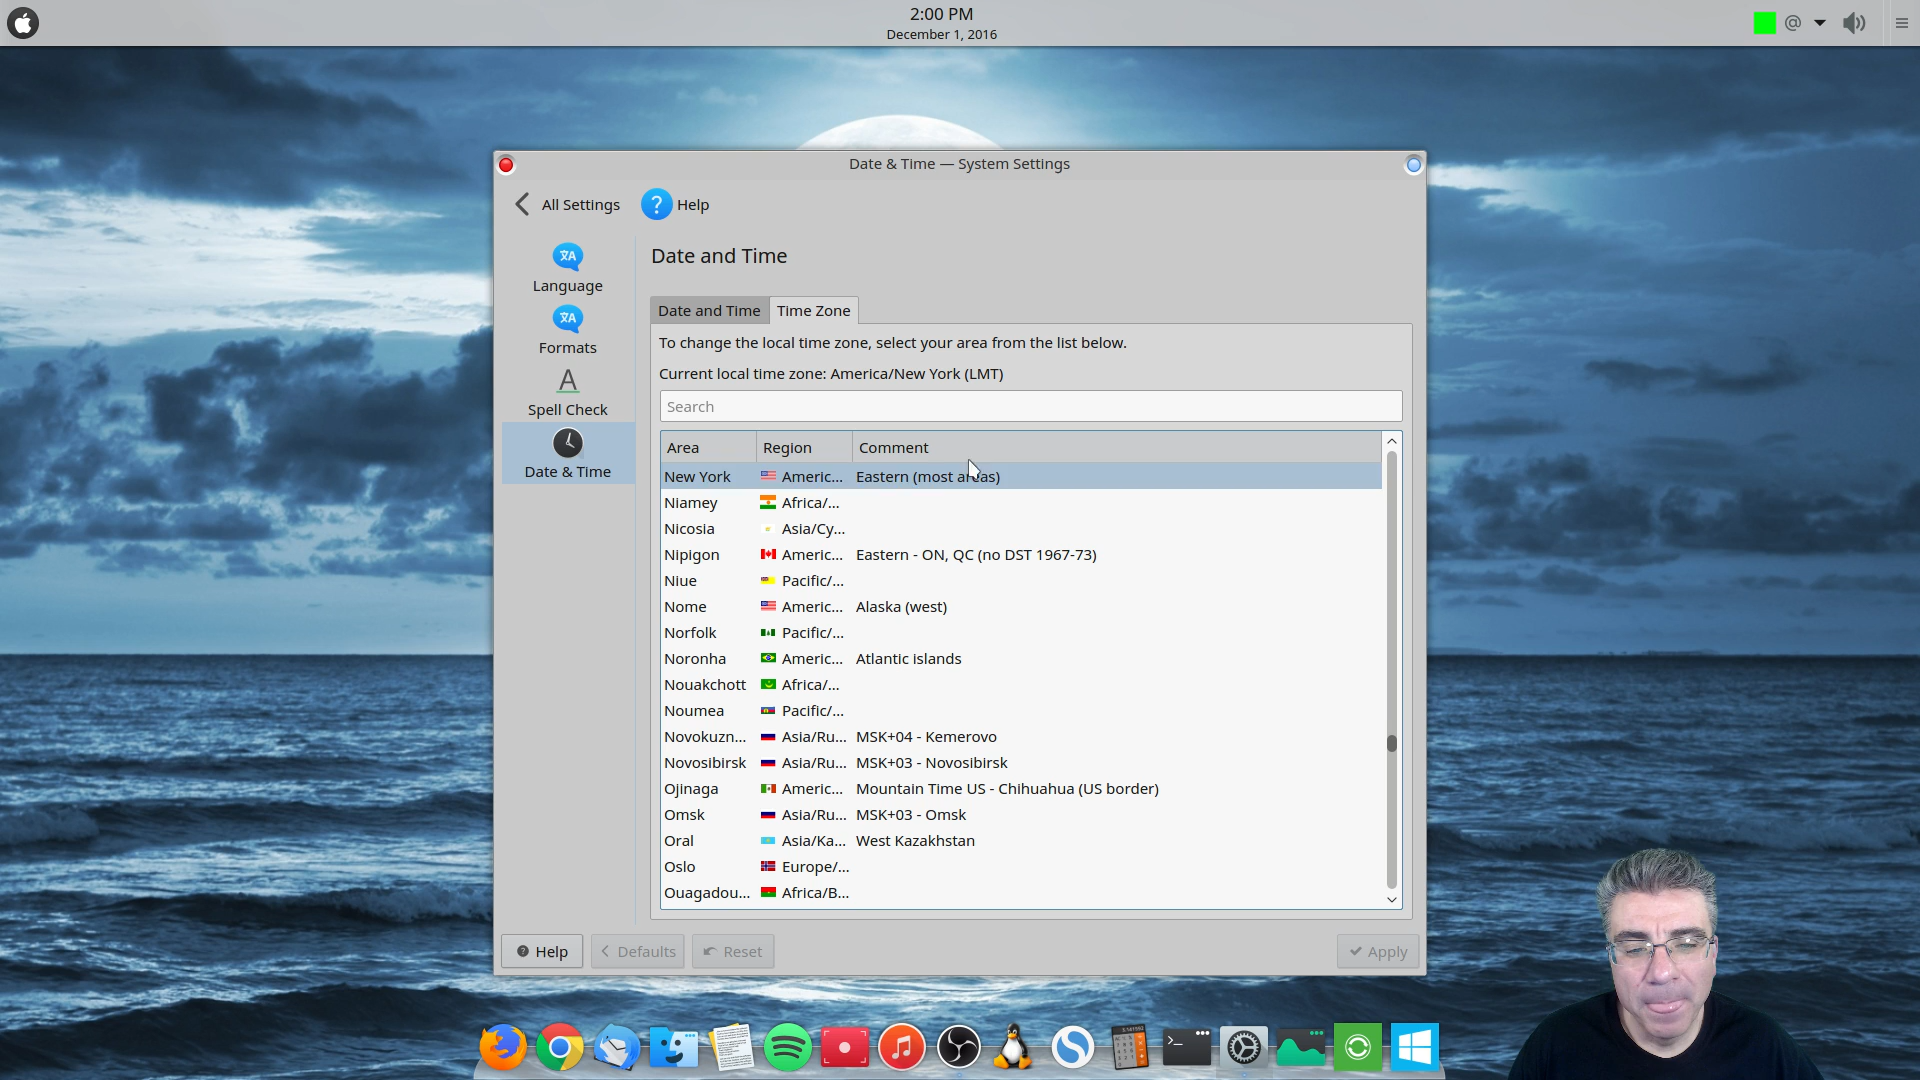 2:00 PM
December 1, 2016
Date & Time — System Settings
All Settings
Help
Language
Formats
Spell Check
Date & Time
Date and Time
Date and Time
Time Zone
To change the local time zone, select your area from the list below.
Current local time zone: America/New York (LMT)
Search
Area Region Comment
New York Americ... Eastern (most areas)
Niamey Africa/...
Nicosia Asia/Cy...
Nipigon Americ... Eastern - ON, QC (no DST 1967-73)
Niue Pacific/...
Nome Americ... Alaska (west)
Norfolk Pacific/...
Noronha Americ... Atlantic islands
Nouakchott Africa/...
Noumea Pacific/...
Novokuzn... Asia/Ru... MSK+04 - Kemerovo
Novosibirsk Asia/Ru... MSK+03 - Novosibirsk
Ojinaga Americ... Mountain Time US - Chihuahua (US border)
Omsk Asia/Ru... MSK+03 - Omsk
Oral Asia/Ka... West Kazakhstan
Oslo Europe/...
Ouagadou... Africa/B...
Help
Defaults
Reset
Apply